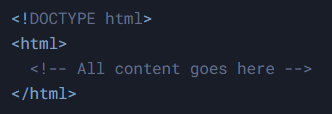 <!DOCTYPE html>
<html>
  <!-- All content goes here -->
</html>